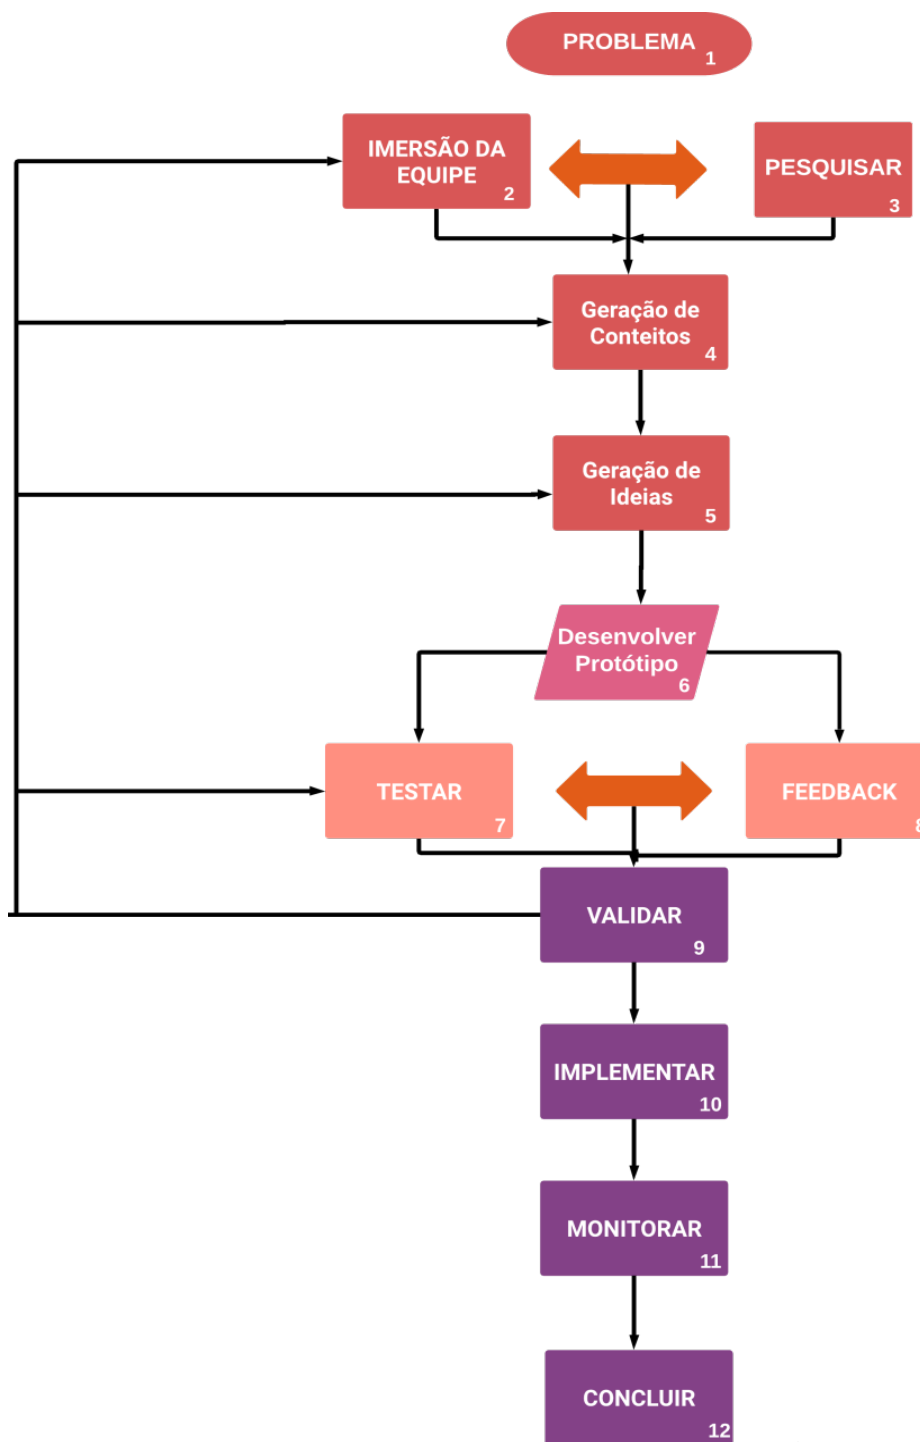 PROBLEMA
1
IMERSÃO DA
EQUIPE
2
PESQUISAR
3
Geração de
Conteitos
4
Geração de
Ideias
5
Desenvolver
Protótipo
6
TESTAR
7
FEEDBACK
8
VALIDAR
9
IMPLEMENTAR
10
MONITORAR
11
CONCLUIR
12